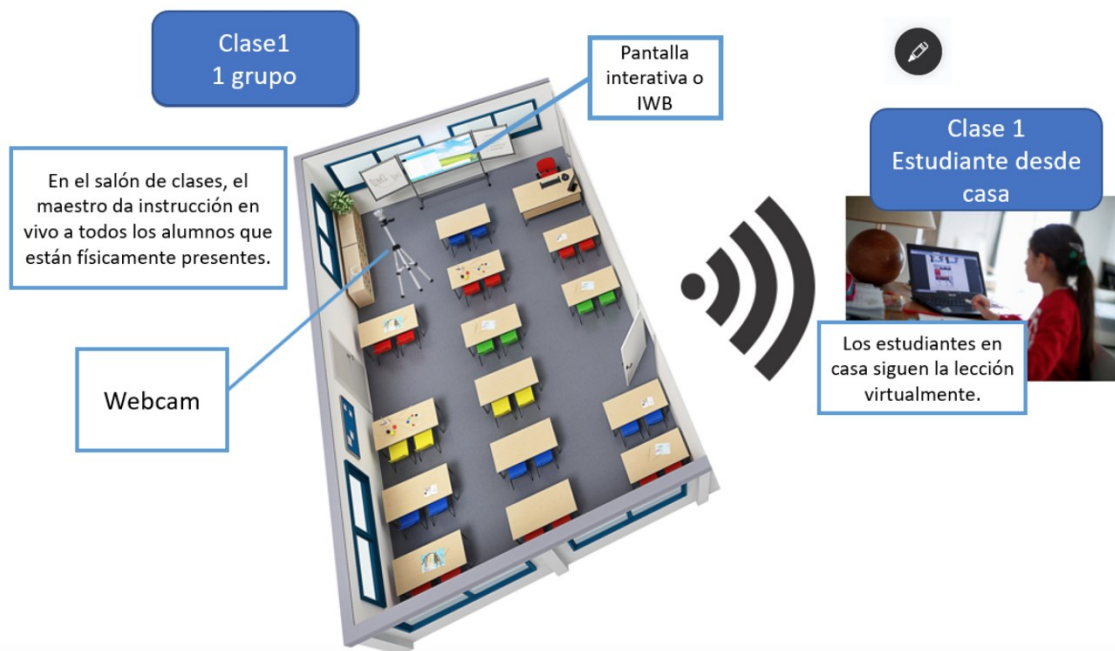 Clase1
1 grupo
Pantalla
interativa o
IWB
Clase 1
Estudiante desde
casa
En el salón de clases, el
maestro da instrucción en
vivo a todos los alumnos que
están físicamente presentes.
Los estudiantes en
casa siguen la lección
virtualmente.
Webcam